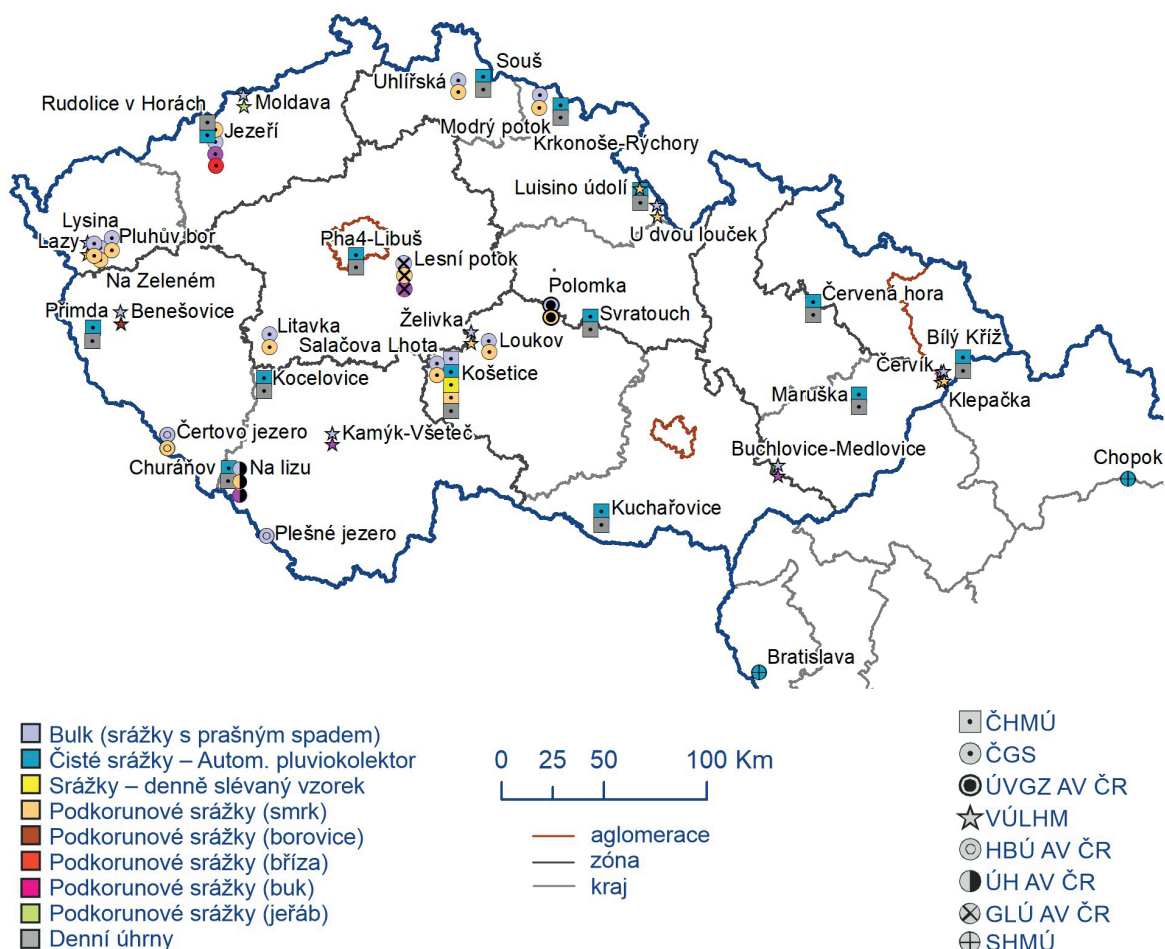 Souš
Uhlířská
Rudolice v Horách
Moldava
Jezeří
Modrý potok
Krkonoše-Rýchory
Luisino údolí
Lysina
Lazy
Pluhův bor
Pha4-Libuš
U dvou louček
Lesní potok
Na Zeleném
Polomka
Červená hora
Přimda
Benešovice
Svratouch
Želivka
Litavka
Salačova Lhota
Loukov
Bílý Kříž
Červík
Kocelovice
Košetice
Maruška
Klepačka
Čertovo jezero
Kamýk-Všeteč
Buchlovice-Medlovice
Chopok
Churáňov
Na lizu
Kuchařovice
Plešné jezero
Bratislava
Bulk (srážky s prašným spadem)
Čisté srážky – Autom. pluviokolektor
Srážky – denně slévaný vzorek
Podkorunové srážky (smrk)
Podkorunové srážky (borovice)
Podkorunové srážky (bříza)
Podkorunové srážky (buk)
Podkorunové srážky (jeřáb)
Denní úhrny
0 25 50 100 Km
aglomerace
zóna
kraj
ČHMÚ
ČGS
ÚVGZ AV ČR
VÚLHM
HBÚ AV ČR
ÚH AV ČR
GLÚ AV ČR
SHMÚ